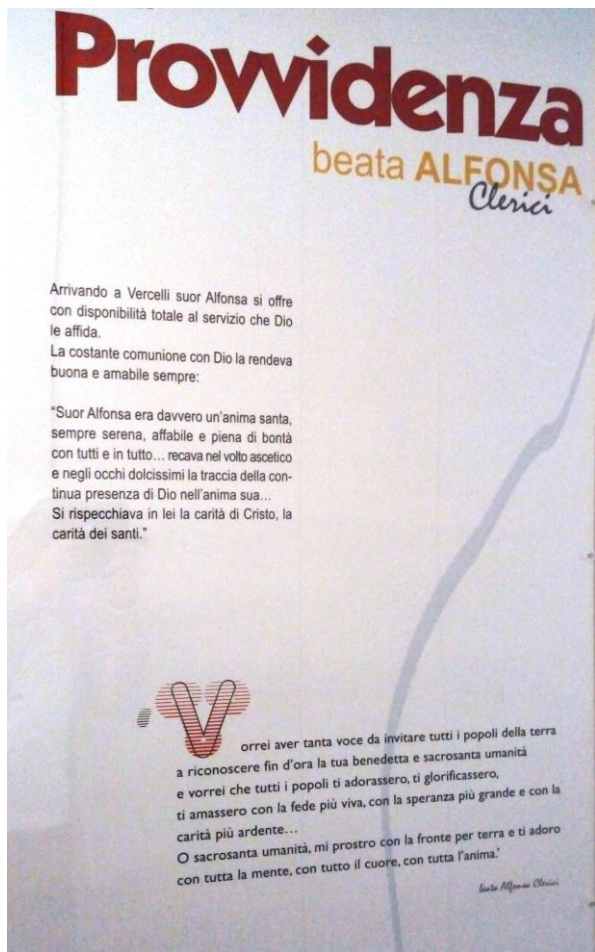 Provvidenza
beata ALFONSA
Clerici
Arrivando a Vercelli suor Alfonsa si offre
con disponibilità totale al servizio che Dio
le affida.
La costante comunione con Dio la rendeva
buona e amabile sempre:
“Suor Alfonsa era davvero un’anima santa,
sempre serena, affabile e piena di bontà
con tutti e in tutto… recava nel volto ascetico
e negli occhi dolcissimi la traccia della con-
tinua presenza di Dio nell’anima sua…
Si rispecchiava in lei la carità di Cristo, la
carità dei santi.”
‘Vorrei aver tanta voce da invitare tutti i popoli della terra
a riconoscere fin d’ora la tua benedetta e sacrosanta umanità
e vorrei che tutti i popoli ti adorassero, ti glorificassero,
ti amassero con la fede più viva, con la speranza più grande e con la
carità più ardente…
O sacrosanta umanità, mi prostro con la fronte per terra e ti adoro
con tutta la mente, con tutto il cuore, con tutta l’anima.’
beata Alfonsa Clerici